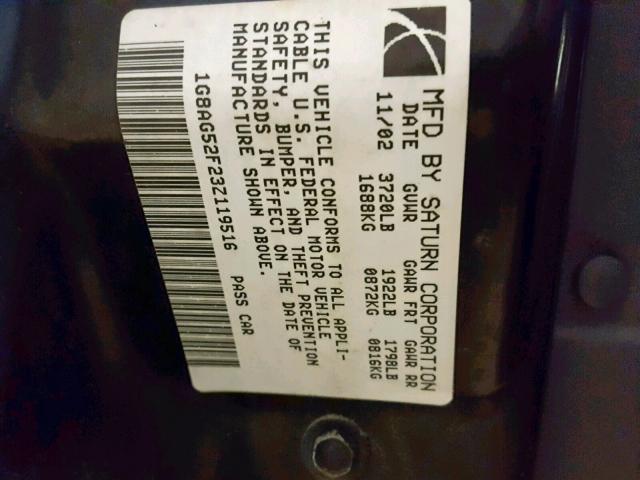 MFD BY SATURN CORPORATION
DATE GVWR GAWR FRT GAWR RR
11/02 3720LB 1922LB 1798LB
1688KG 0872KG 0816KG
THIS VEHICLE CONFORMS TO ALL APPLI-
CABLE U.S. FEDERAL MOTOR VEHICLE
SAFETY, BUMPER, AND THEFT PREVENTION
STANDARDS IN EFFECT ON THE DATE OF
MANUFACTURE SHOWN ABOVE.
1G8AG52F23Z119516 PASS CAR